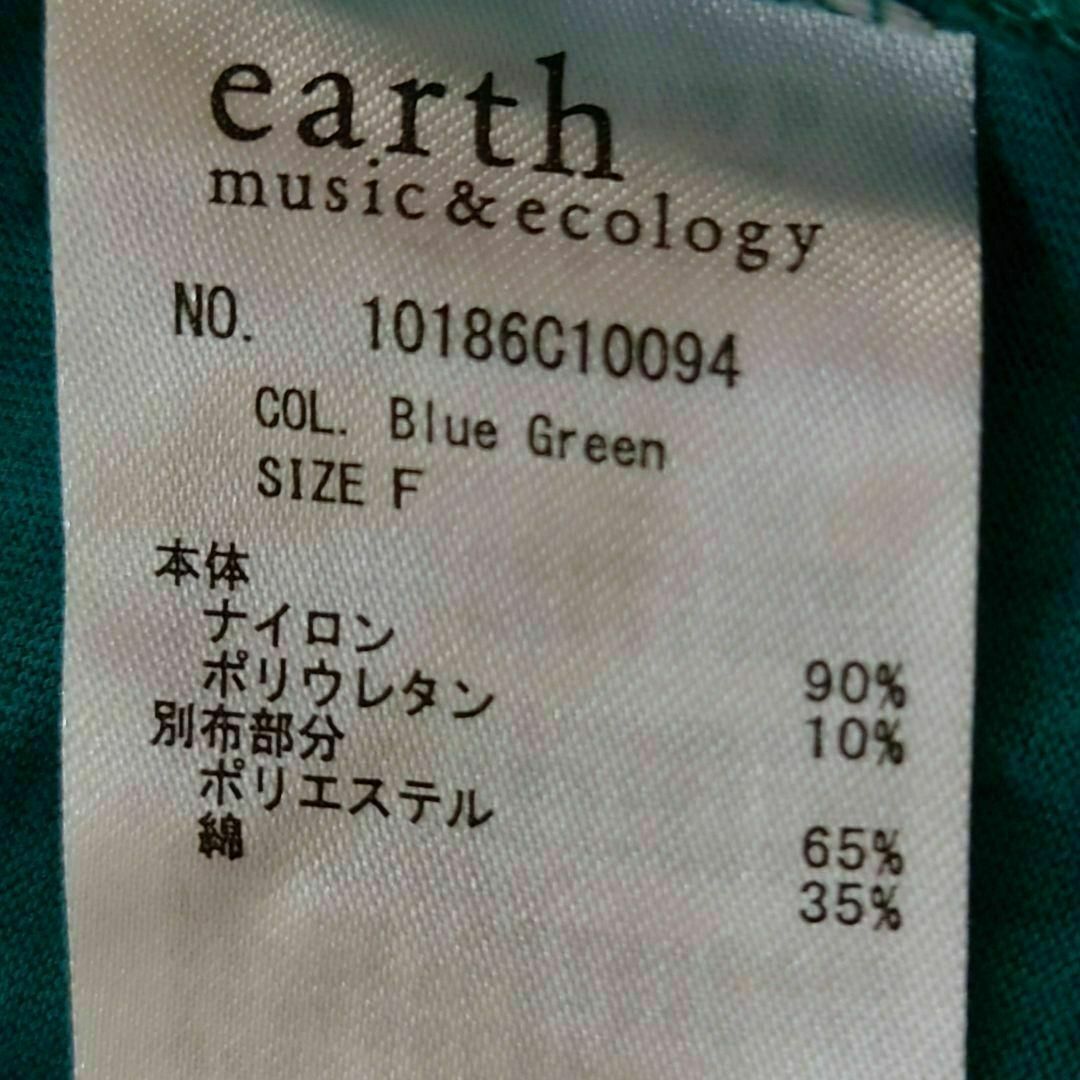 earth
music&ecology
NO. 10186C10094
COL. Blue Green
SIZE F
本体
ナイロン 90%
ポリウレタン 10%
別布部分
ポリエステル 65%
綿 35%